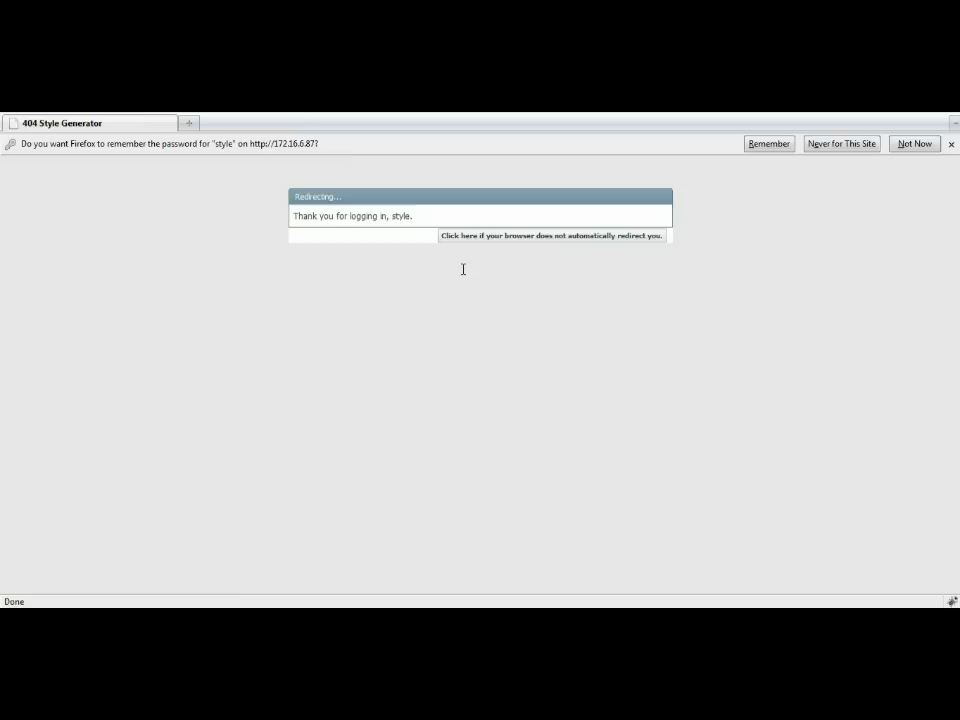 404 Style Generator
Do you want Firefox to remember the password for "style" on http://172.16.6.87?
Remember
Never for This Site
Not Now
Redirecting...
Thank you for logging in, style.
Click here if your browser does not automatically redirect you.
Done